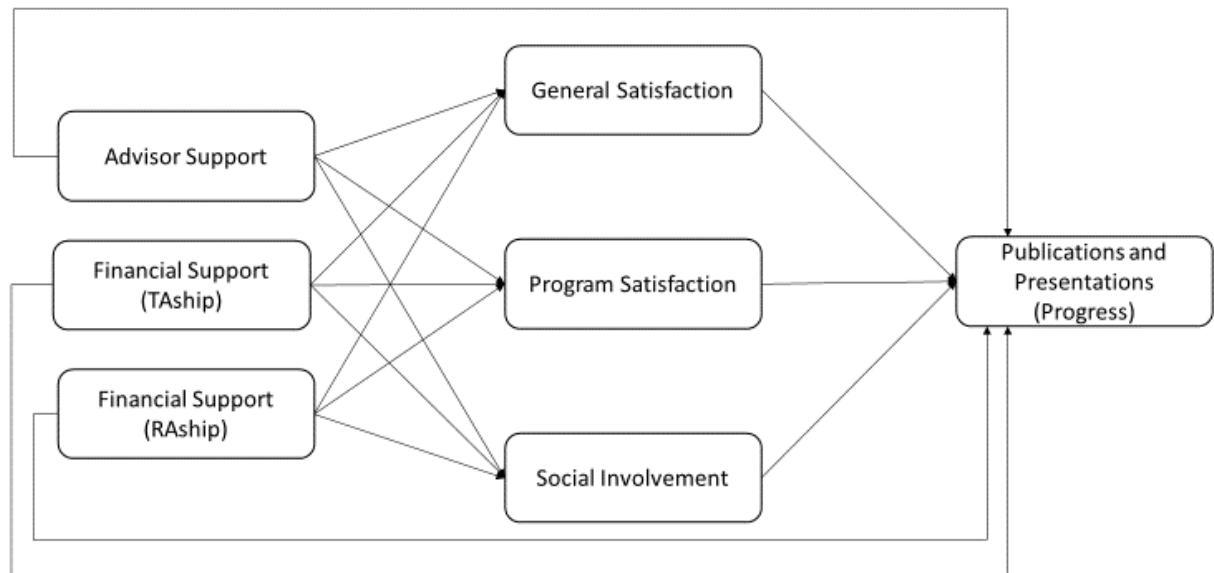 Advisor Support
Financial Support
(TAship)
Financial Support
(RAship)
General Satisfaction
Program Satisfaction
Social Involvement
Publications and
Presentations
(Progress)